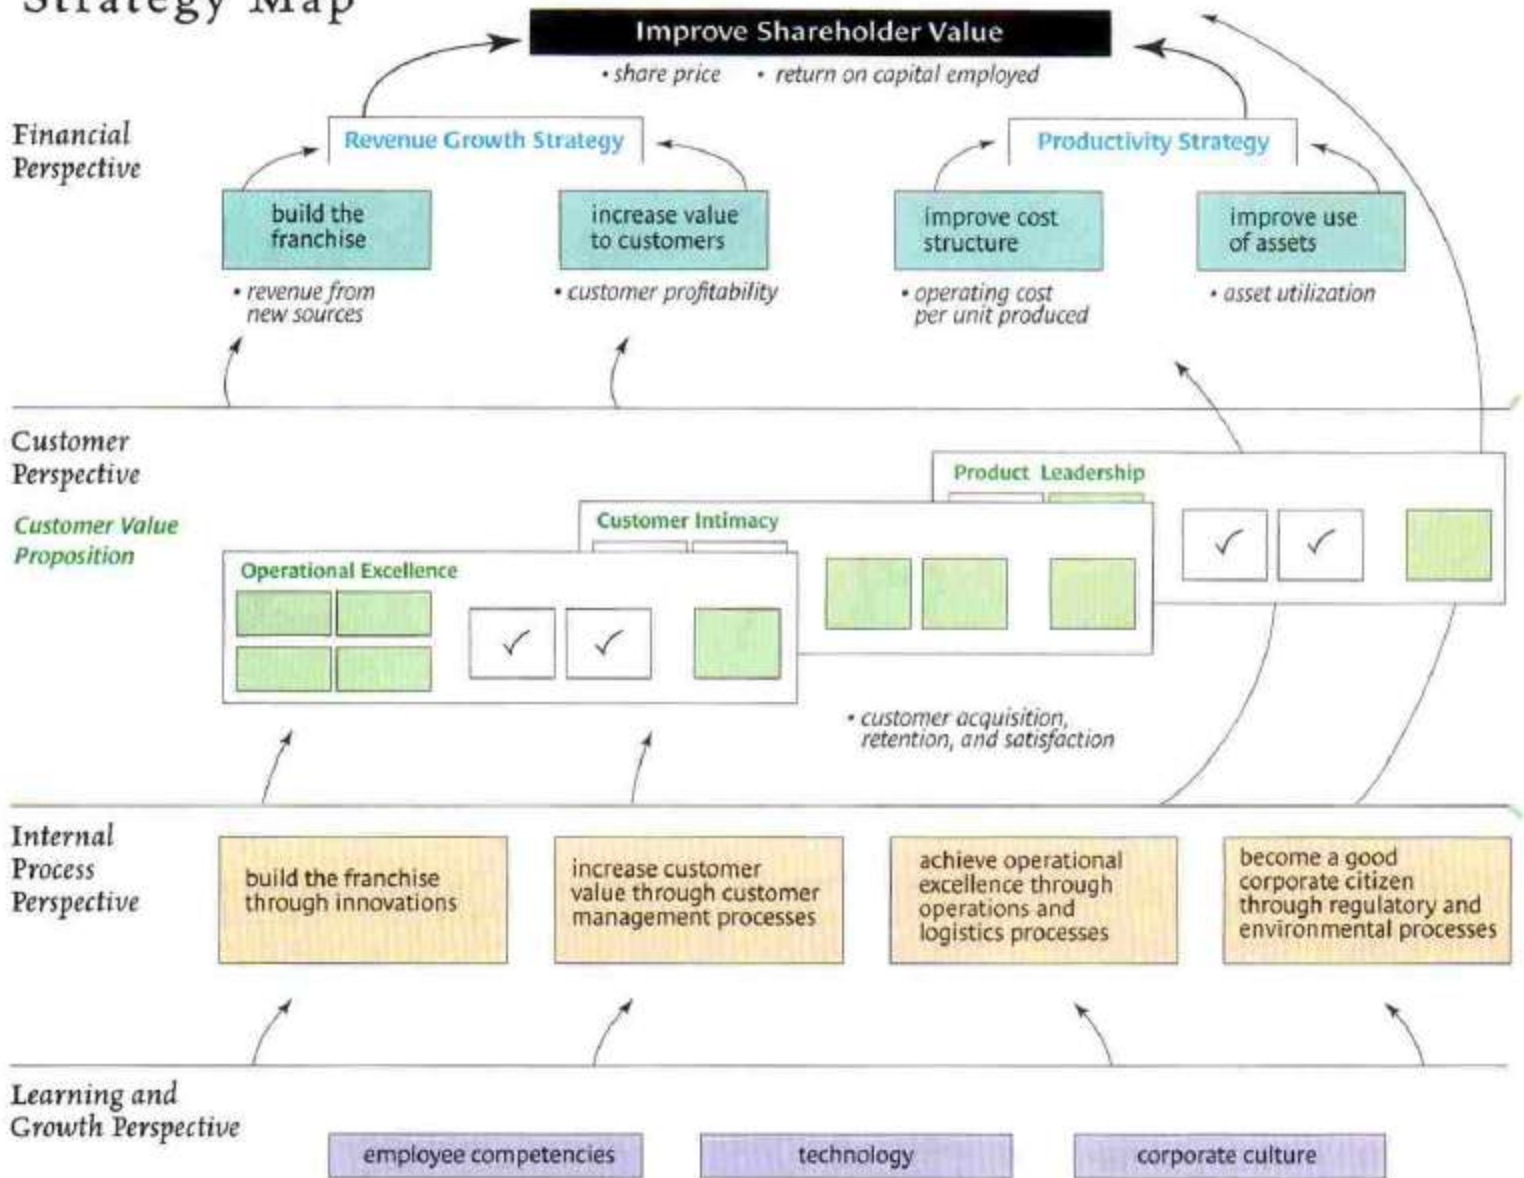 Strategy Map
Improve Shareholder Value
• share price • return on capital employed
Financial
Perspective
Revenue Growth Strategy
Productivity Strategy
build the
franchise
increase value
to customers
improve cost
structure
improve use
of assets
• revenue from
new sources
• customer profitability
• operating cost
per unit produced
• asset utilization
Customer
Perspective
Customer Value
Proposition
Product Leadership
Customer Intimacy
Operational Excellence
• customer acquisition,
retention, and satisfaction
Internal
Process
Perspective
build the franchise
through innovations
increase customer
value through customer
management processes
achieve operational
excellence through
operations and
logistics processes
become a good
corporate citizen
through regulatory and
environmental processes
Learning and
Growth Perspective
employee competencies
technology
corporate culture